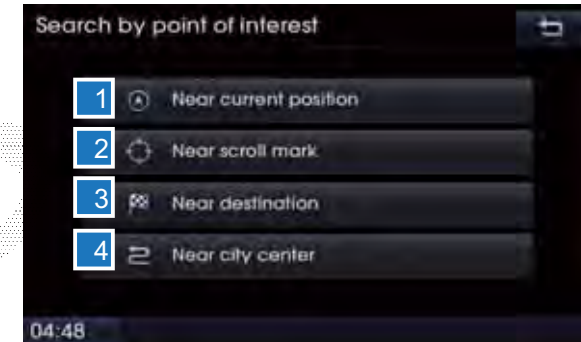 Search by point of interest
1 Near current position
2 Near scroll mark
3 Near destination
4 Near city center
04:48